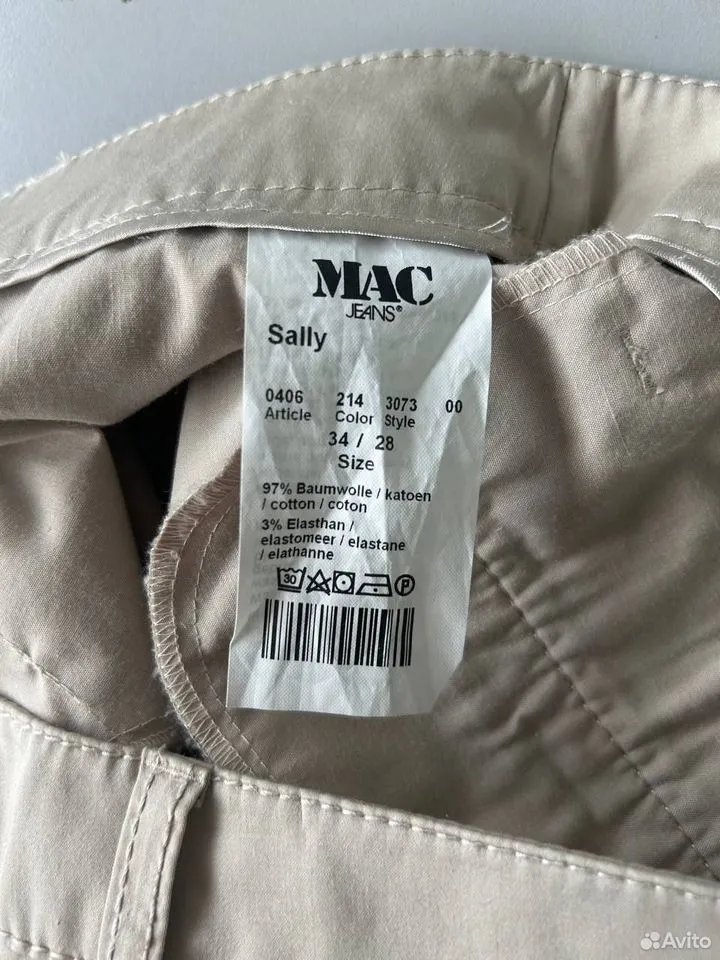 MAC
JEANS®
Sally
0406 214 3073 00
Article Color Style
34 / 28
Size
97% Baumwolle / katoen
/ cotton / coton
3% Elasthan /
elastomeer / elastane
/ elathanne
30 P
Avito